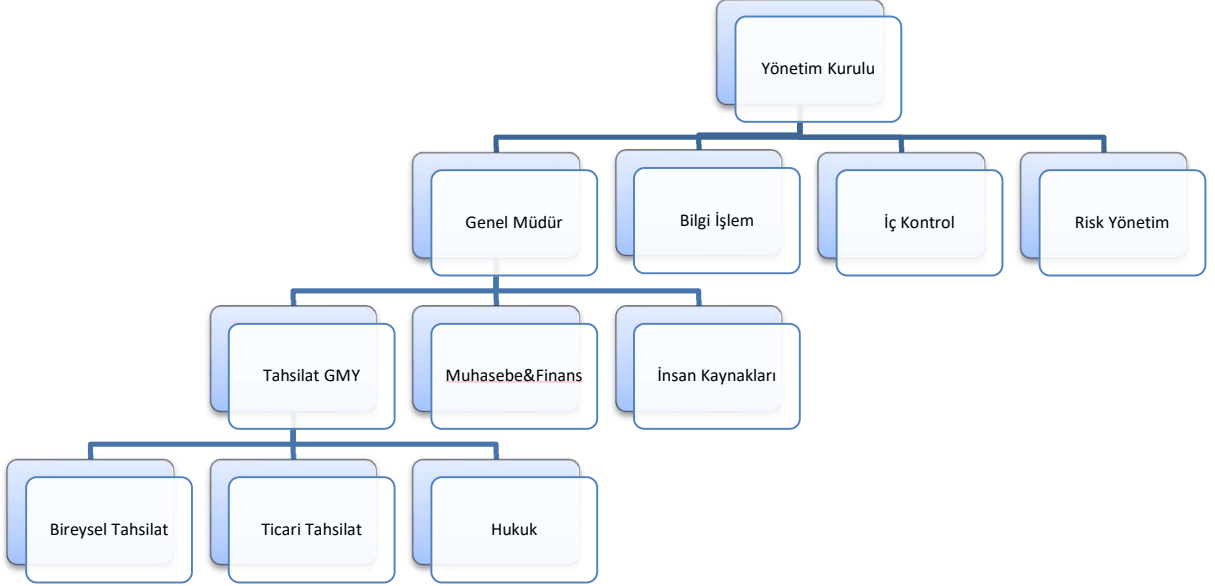 Yönetim Kurulu
Genel Müdür
Bilgi İşlem
İç Kontrol
Risk Yönetim
Tahsilat GMY
Muhasebe&Finans
İnsan Kaynakları
Bireysel Tahsilat
Ticari Tahsilat
Hukuk